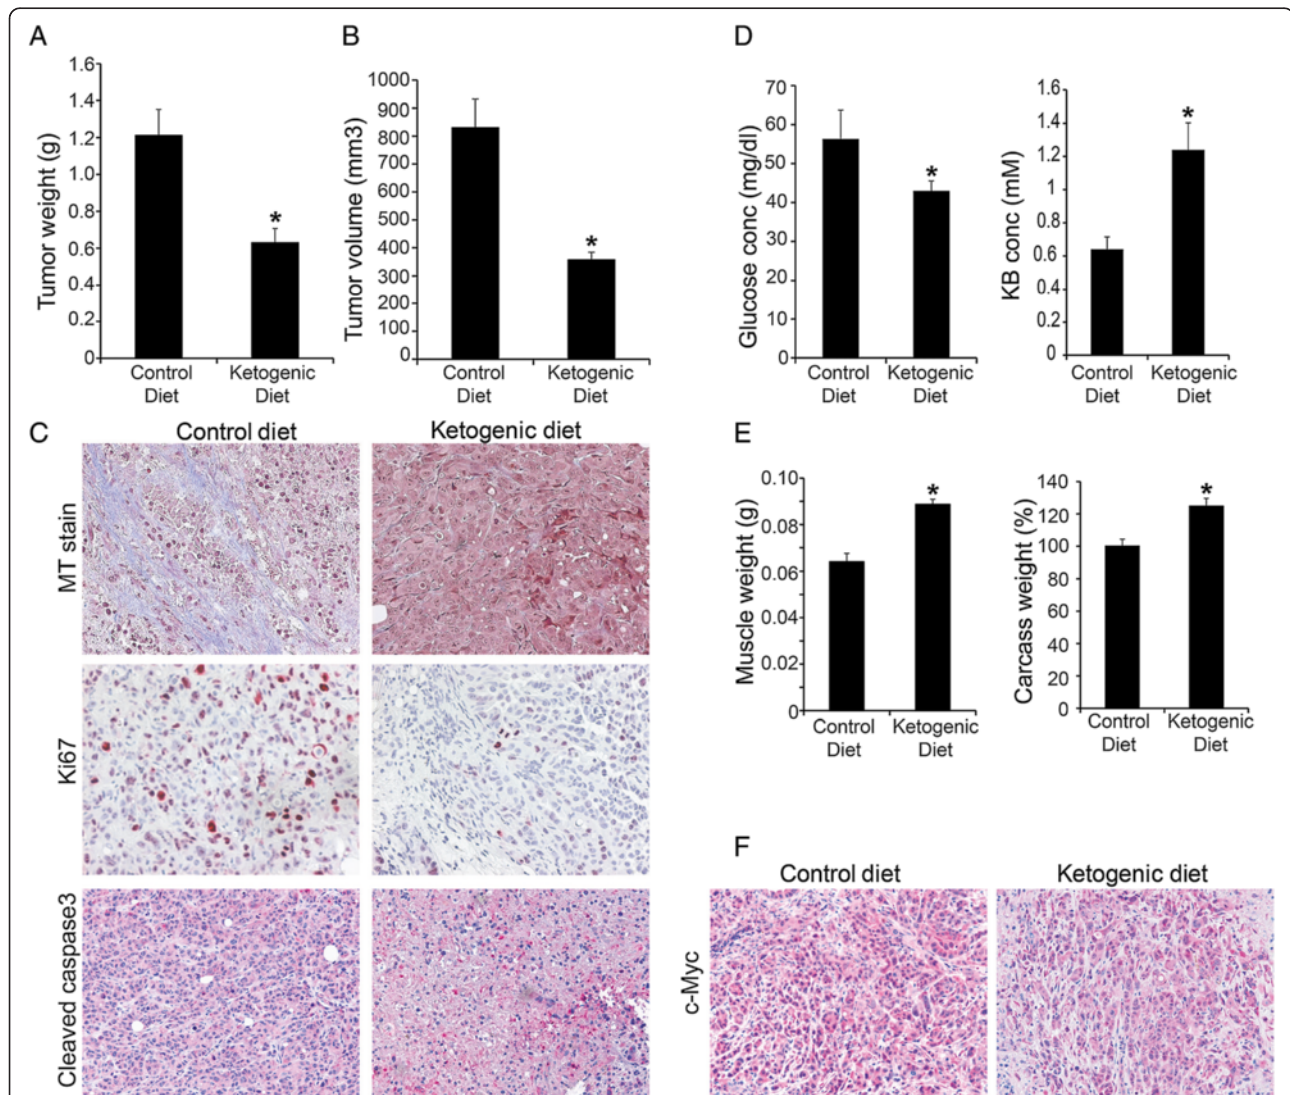 A
Tumor weight (g)
1.6
1.4
1.2
1.0
0.8
0.6
0.4
0.2
0
*
Control
Diet
Ketogenic
Diet
B
Tumor volume (mm3)
1000
900
800
700
600
500
400
300
200
100
0
*
Control
Diet
Ketogenic
Diet
C
Control diet
Ketogenic diet
MT stain
Ki67
Cleaved caspase3
D
Glucose conc (mg/dl)
70
60
50
40
30
20
10
0
*
Control
Diet
Ketogenic
Diet
KB conc (mM)
1.6
1.4
1.2
1
0.8
0.6
0.4
0.2
0
*
Control
Diet
Ketogenic
Diet
E
Muscle weight (g)
0.10
0.08
0.06
0.04
0.02
0
*
Control
Diet
Ketogenic
Diet
Carcass weight (%)
140
120
100
80
60
40
20
0
*
Control
Diet
Ketogenic
Diet
F
Control diet
Ketogenic diet
c-Myc